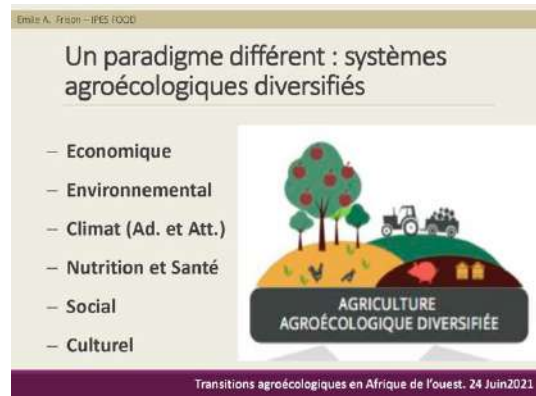 Emile A. Frison – IPES FOOD
Un paradigme différent : systèmes
agroécologiques diversifiés
– Economique
– Environnemental
– Climat (Ad. et Att.)
– Nutrition et Santé
– Social
– Culturel
AGRICULTURE
AGROÉCOLOGIQUE DIVERSIFIÉE
Transitions agroécologiques en Afrique de l'ouest. 24 Juin2021